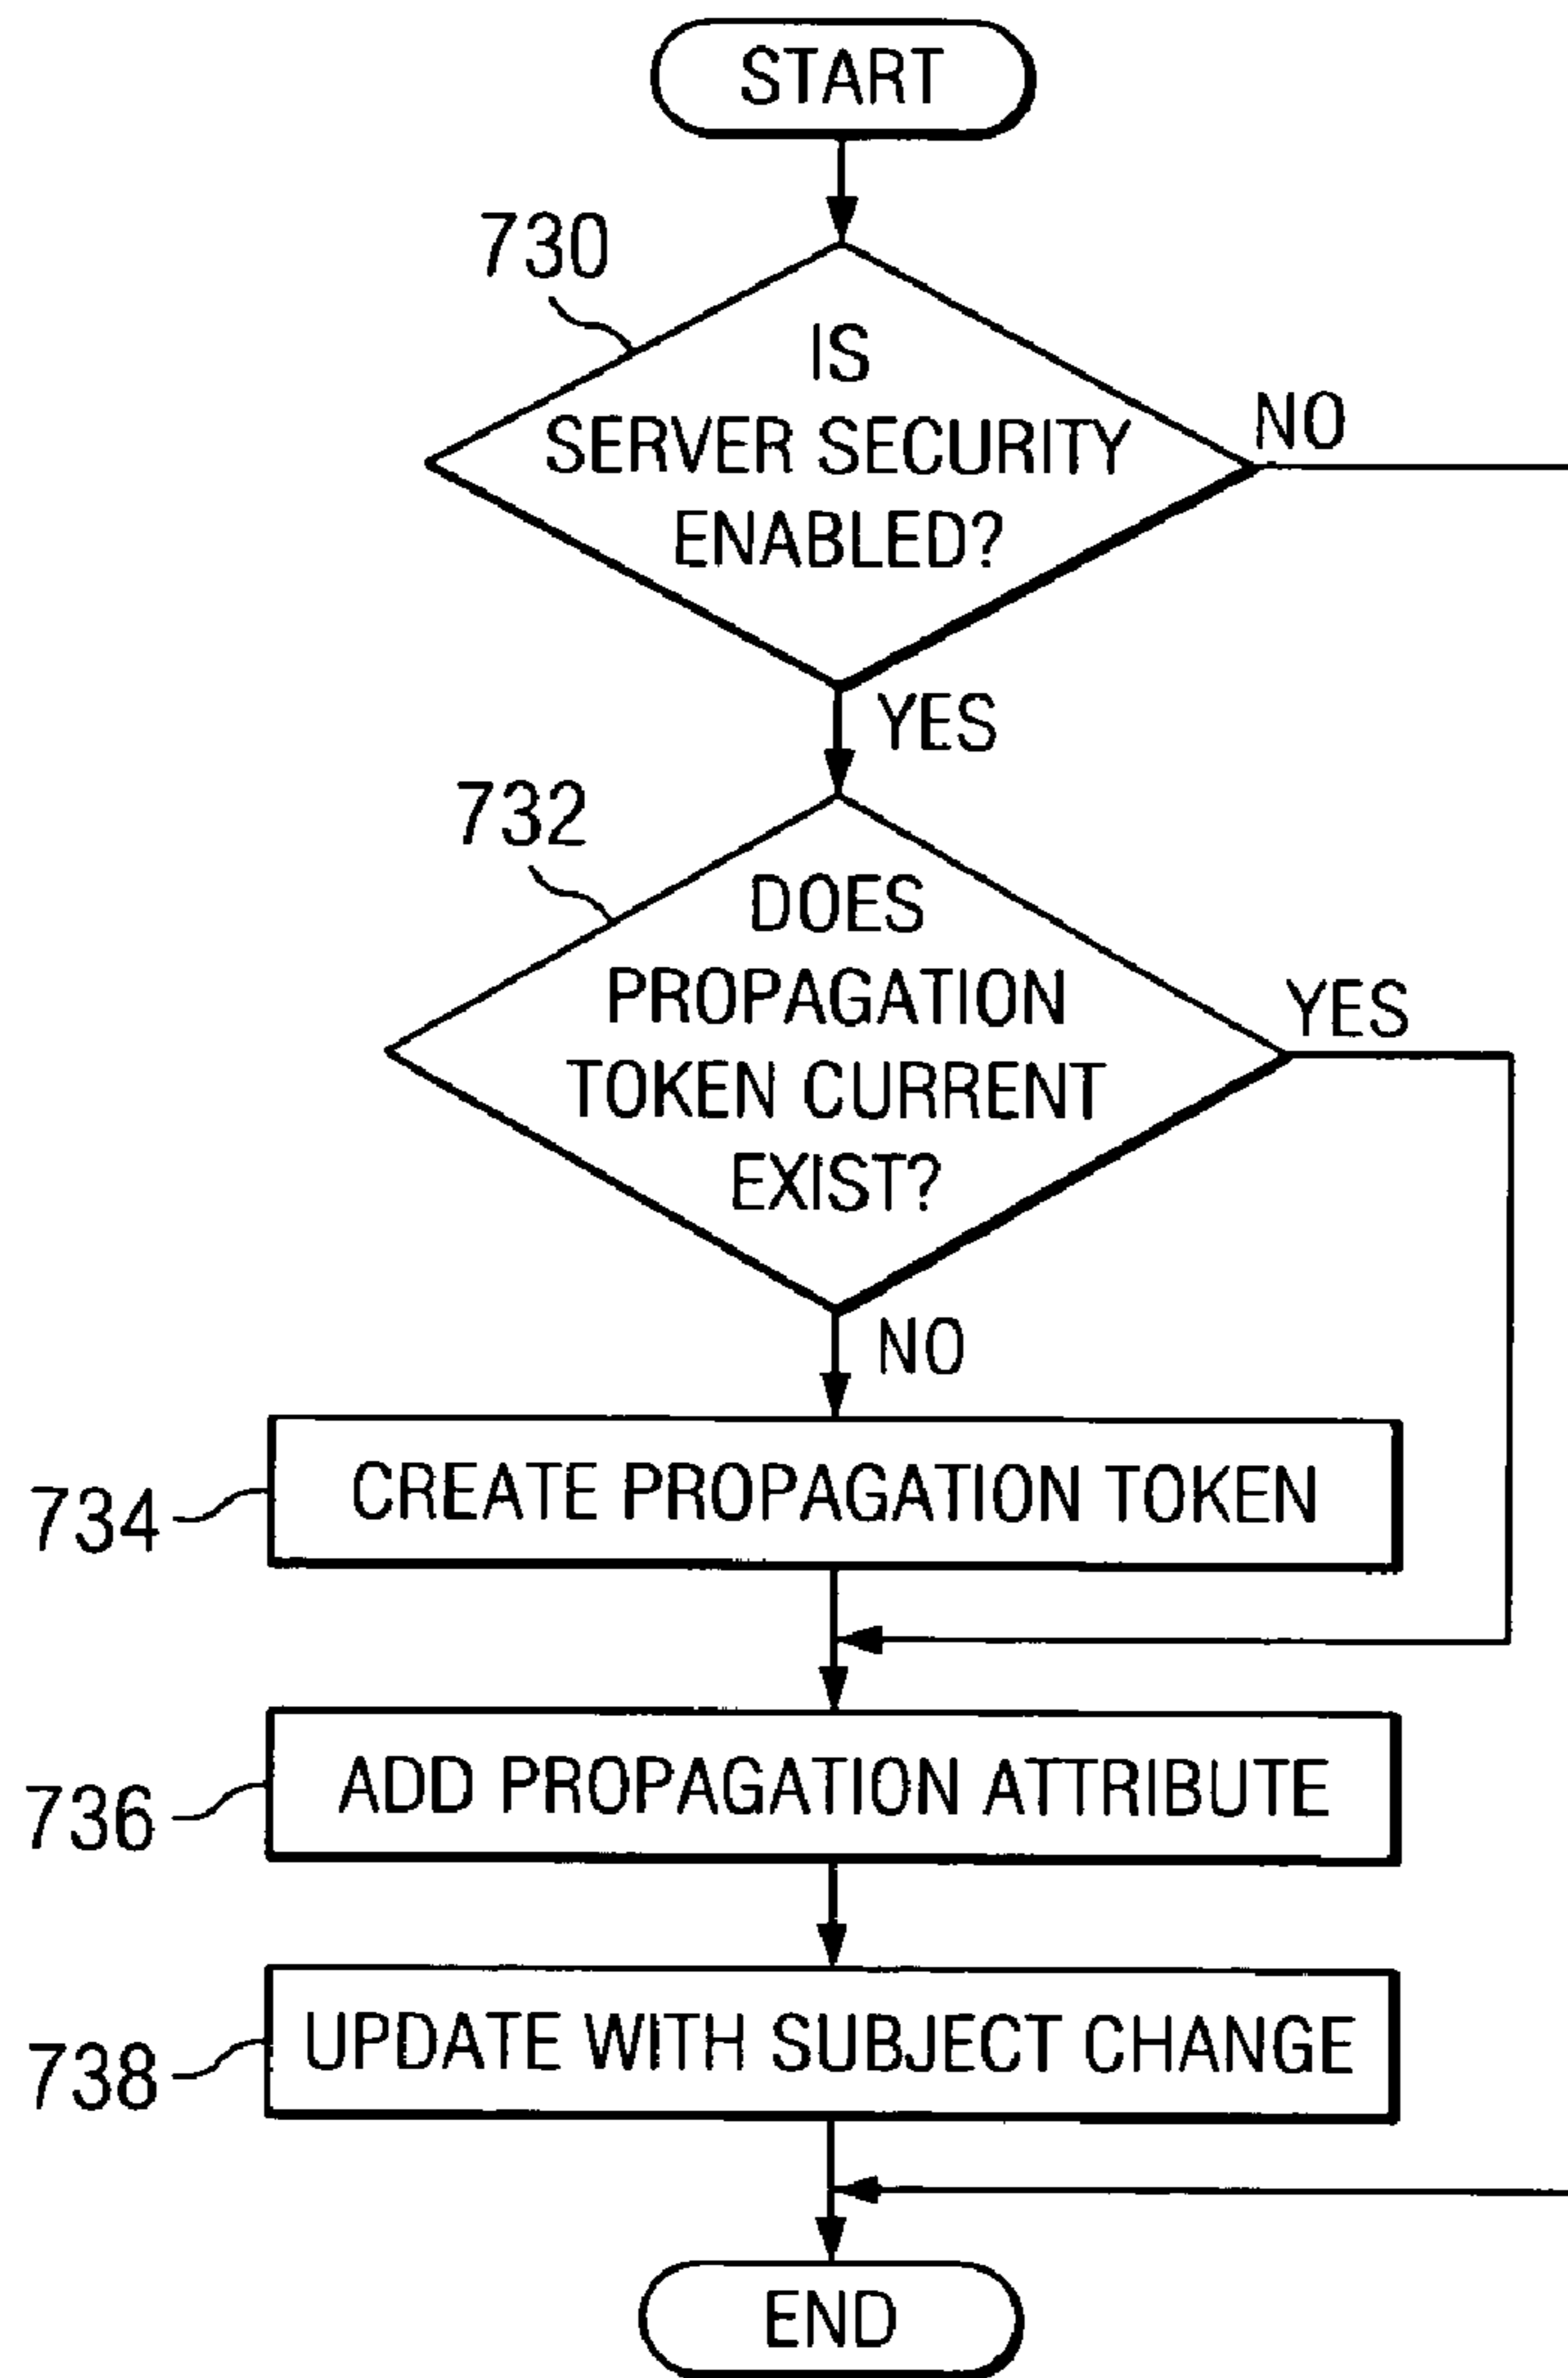 START
730
IS
SERVER SECURITY
ENABLED?
NO
YES
732
DOES
PROPAGATION
TOKEN CURRENT
EXIST?
YES
NO
734
CREATE PROPAGATION TOKEN
736
ADD PROPAGATION ATTRIBUTE
738
UPDATE WITH SUBJECT CHANGE
END